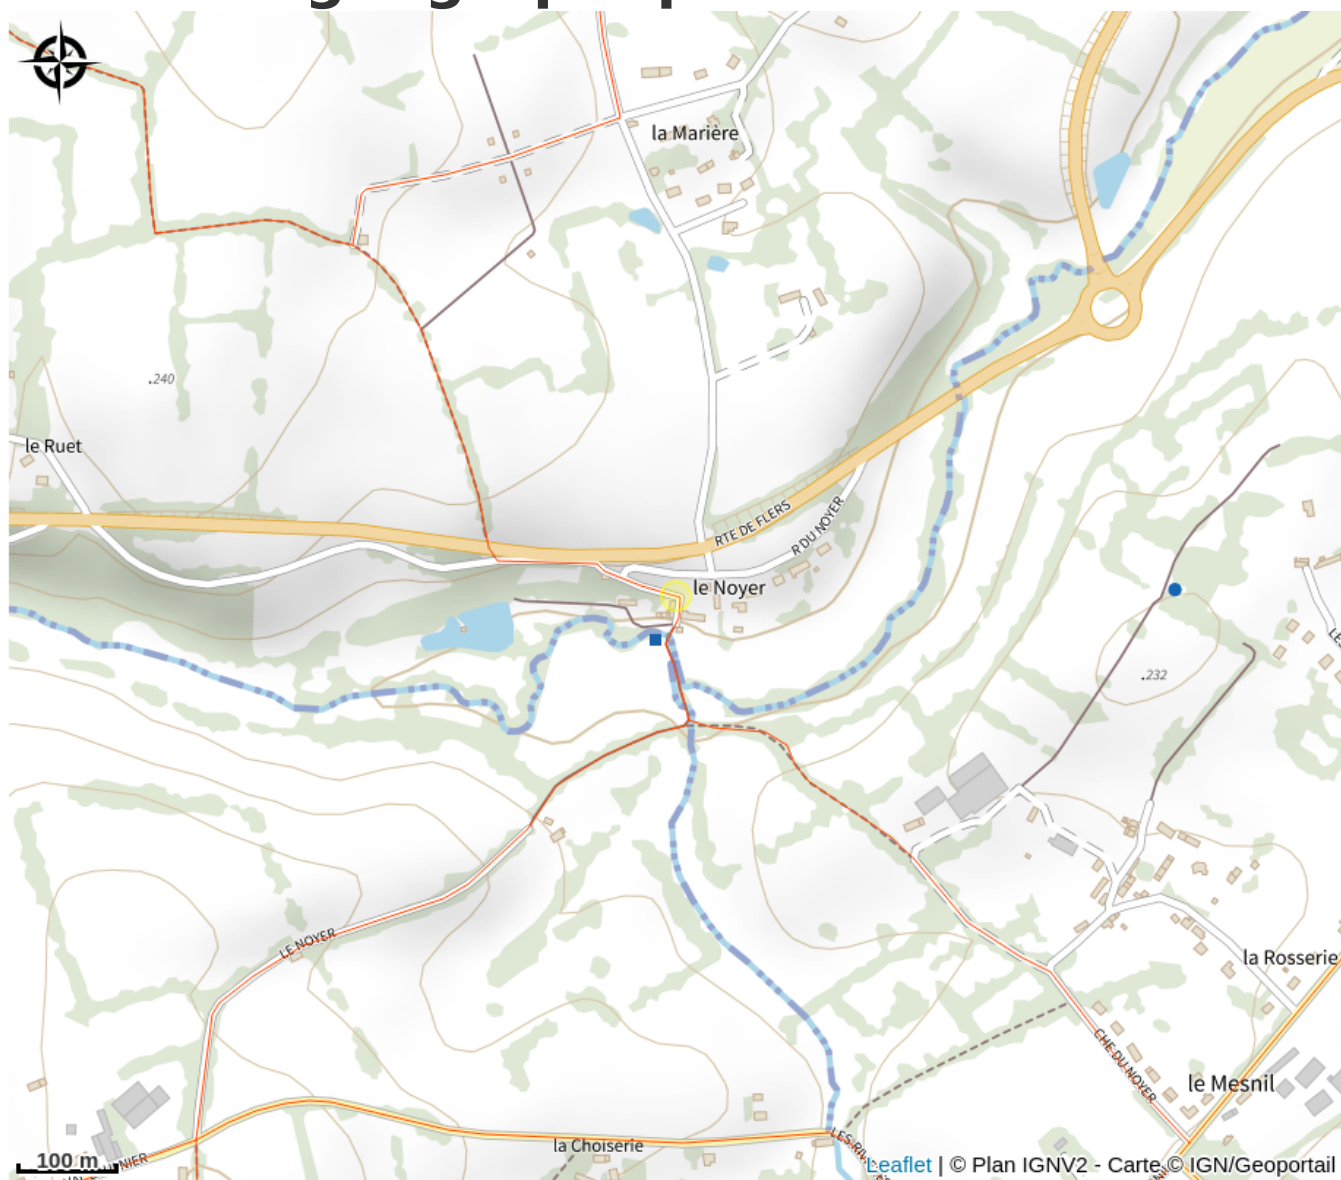 la Marière
.240
le Ruet
RTE DE FLERS
R DU NOYER
le Noyer
.232
LE NOYER
la Rosserie
CHE DU NOYER
le Mesnil
la Choiserie
100 m
Leaflet | © Plan IGNV2 - Carte © IGN/Geoportail